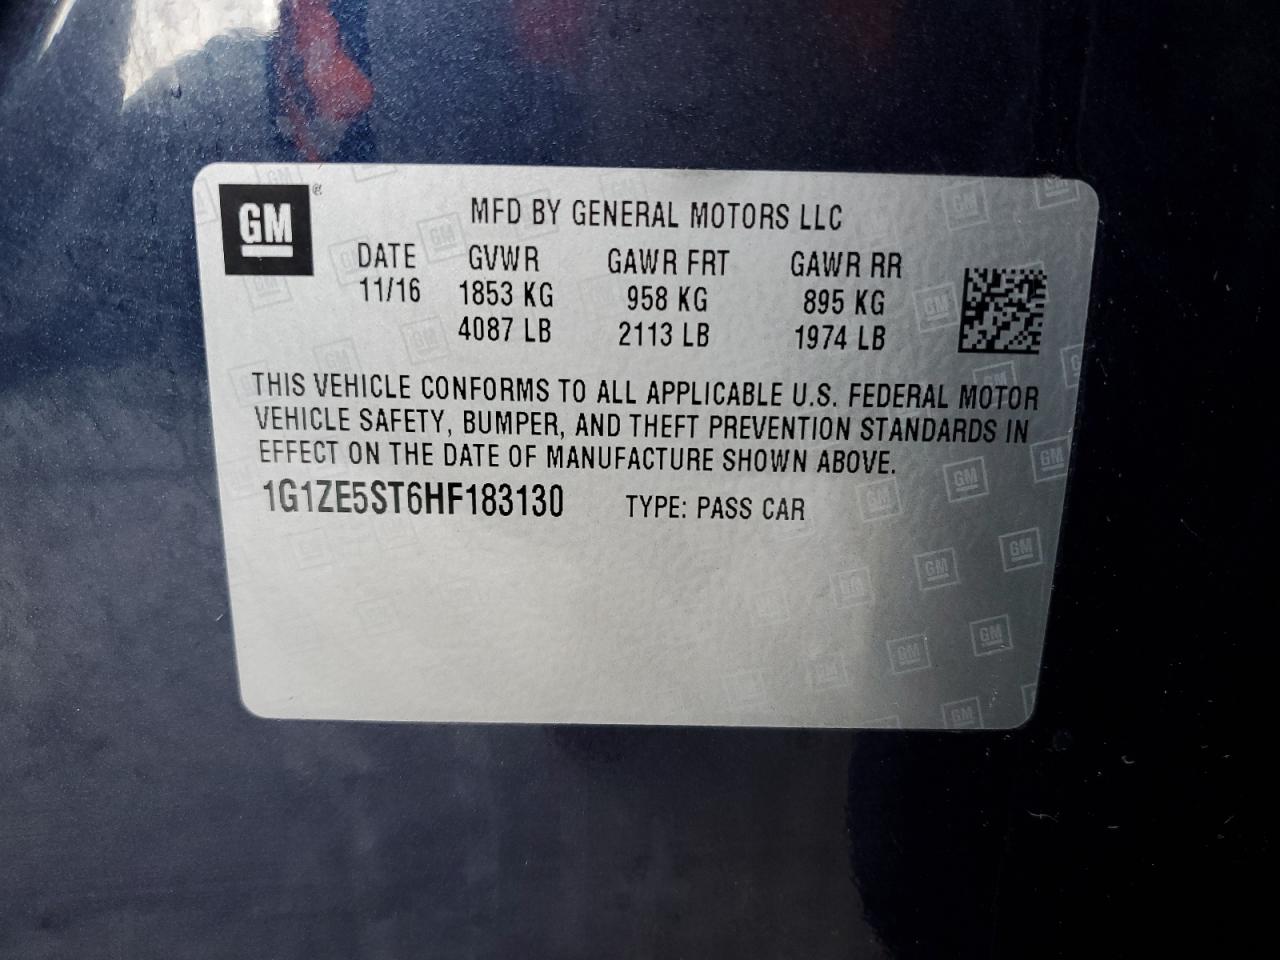 GM ®
MFD BY GENERAL MOTORS LLC
DATE GVWR GAWR FRT GAWR RR
11/16 1853 KG 958 KG 895 KG
4087 LB 2113 LB 1974 LB
THIS VEHICLE CONFORMS TO ALL APPLICABLE U.S. FEDERAL MOTOR
VEHICLE SAFETY, BUMPER, AND THEFT PREVENTION STANDARDS IN
EFFECT ON THE DATE OF MANUFACTURE SHOWN ABOVE.
1G1ZE5ST6HF183130 TYPE: PASS CAR